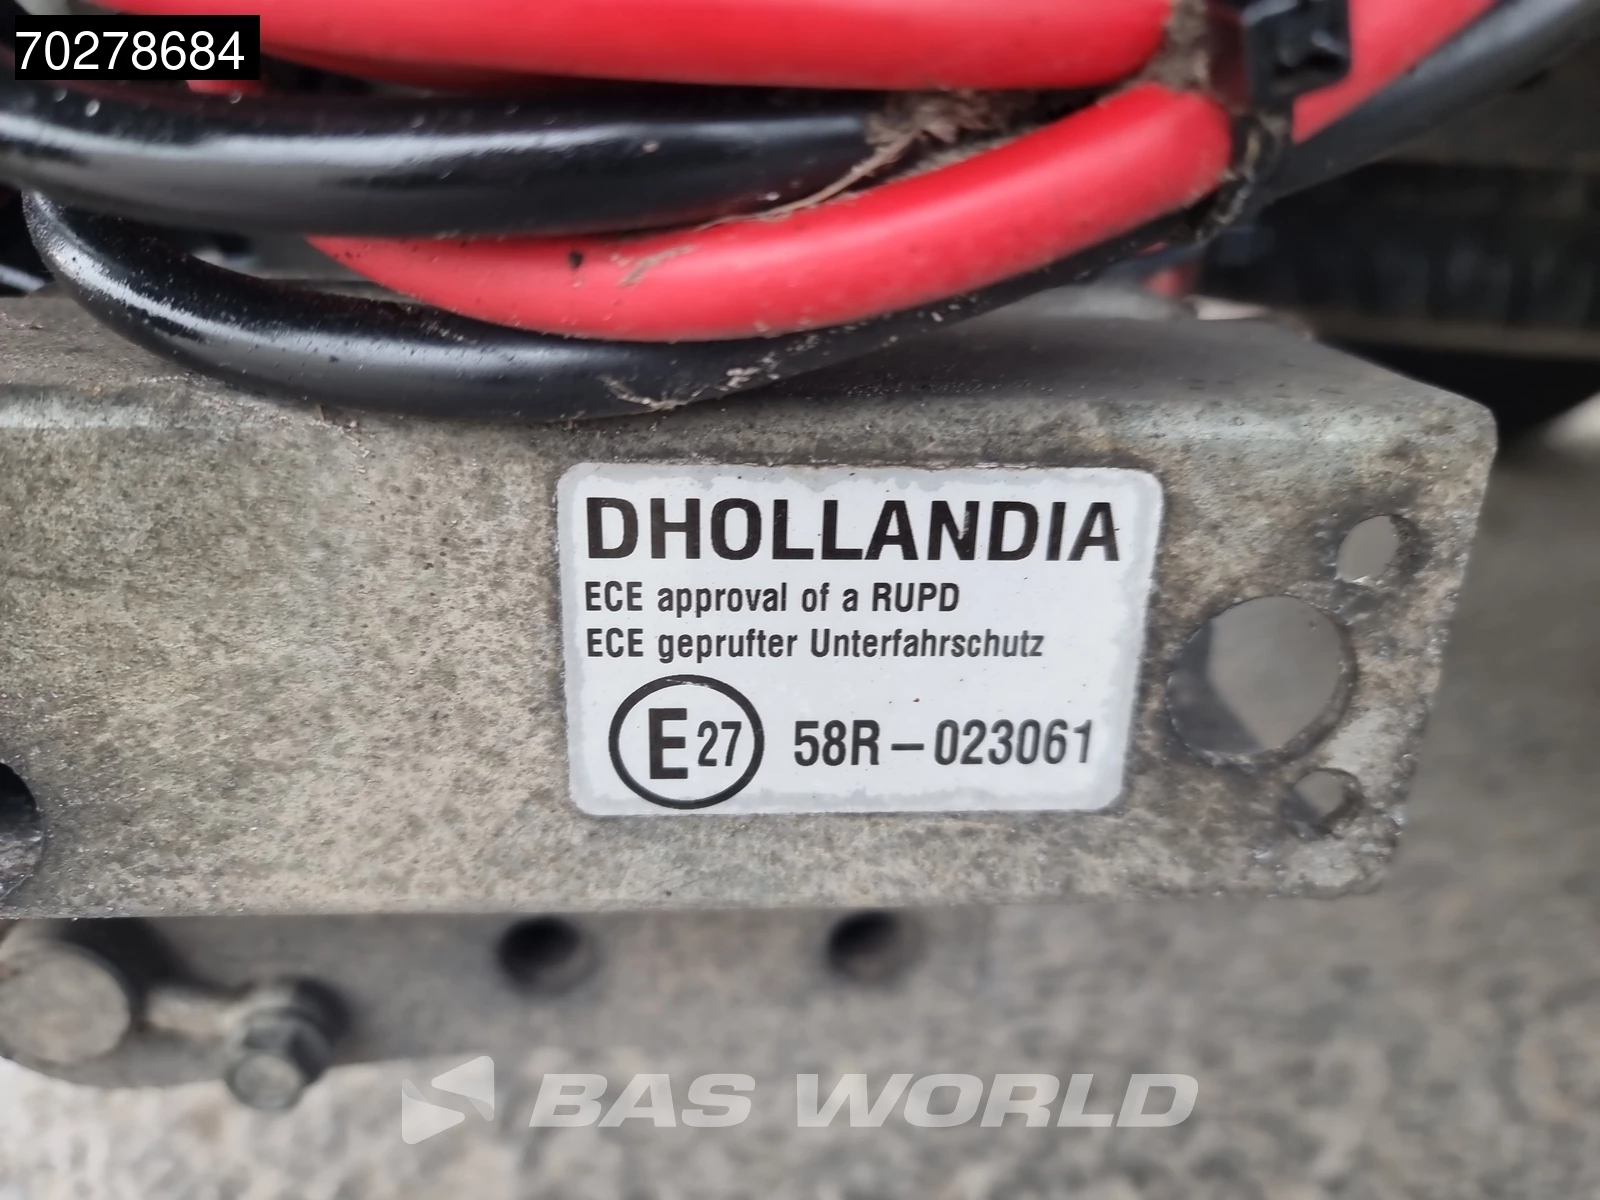 70278684
DHOLLANDIA
ECE approval of a RUPD
ECE geprufter Unterfahrschutz
E27 58R-023061
BAS WORLD